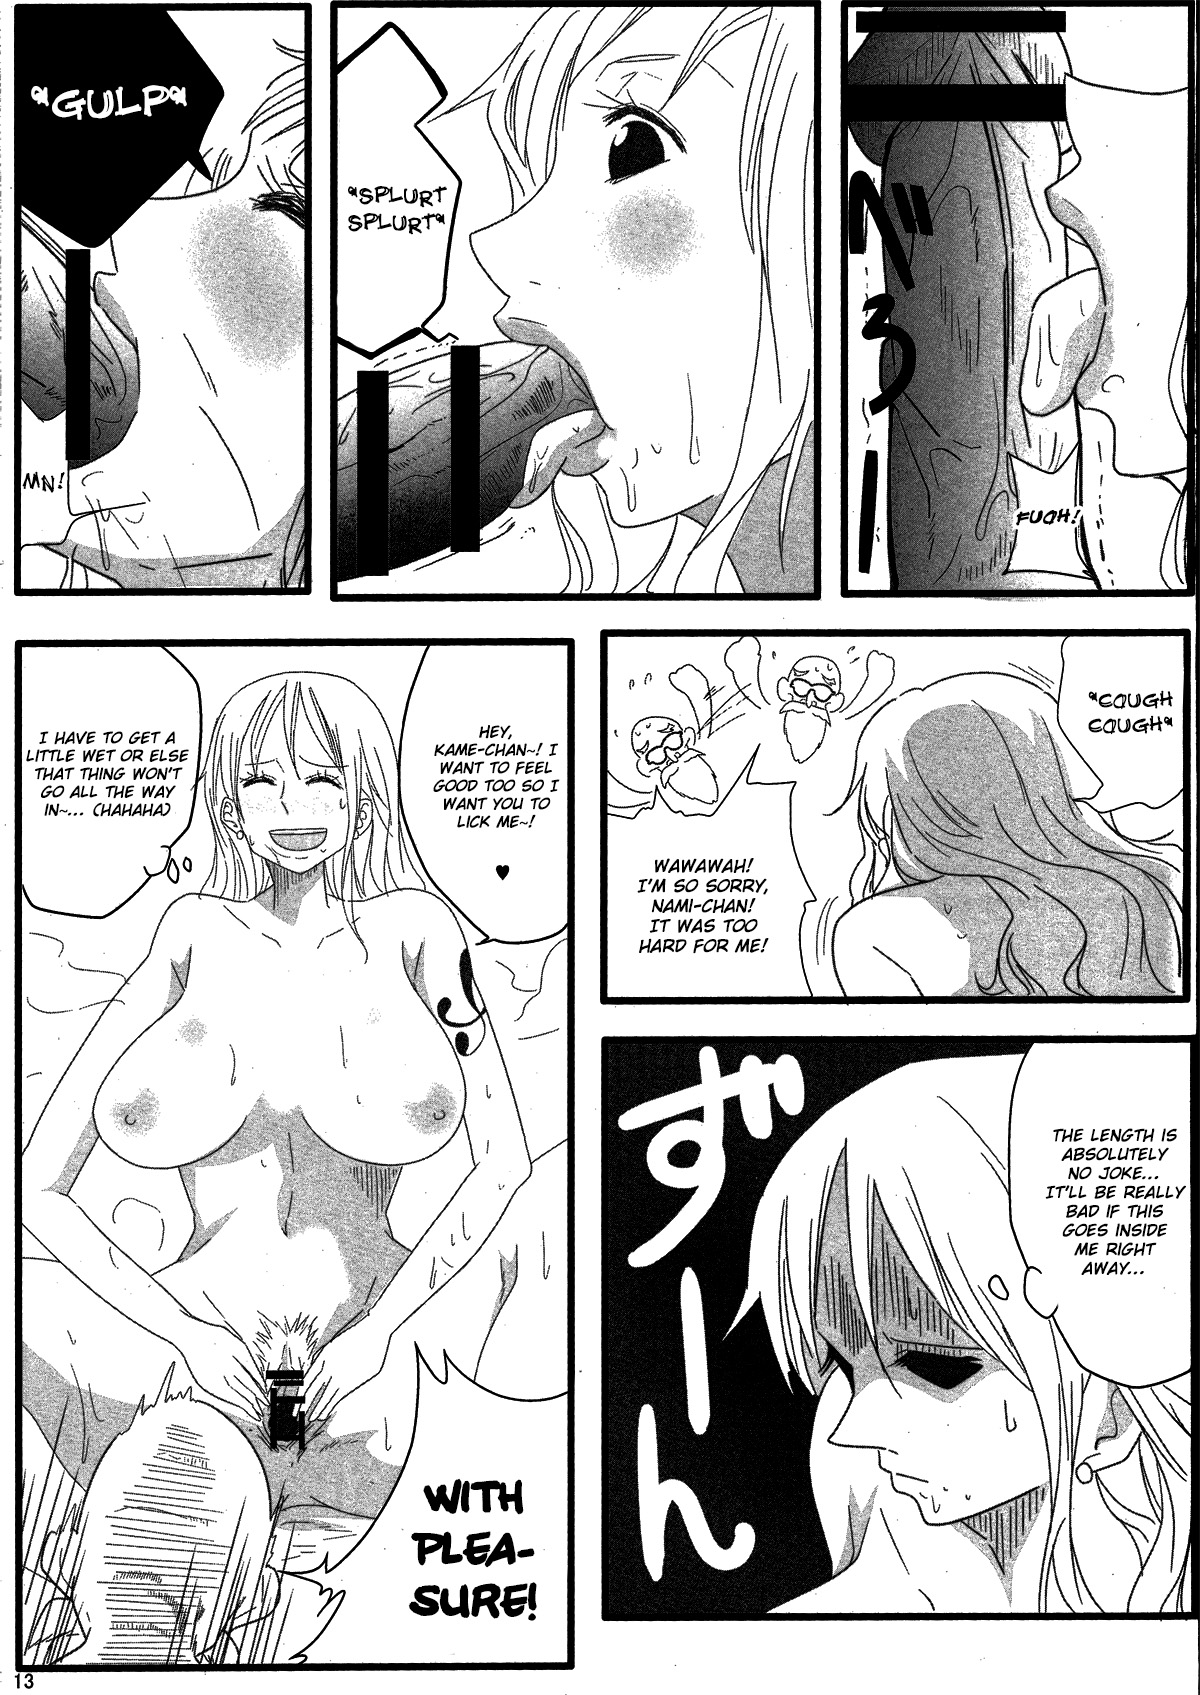 べ
ろ
ー
FUOH!
*SPLURT
SPLURT*
*GULP*
MN!
*COUGH
COUGH*
WAWAWAH!
I'M SO SORRY,
NAMI-CHAN!
IT WAS TOO
HARD FOR ME!
THE LENGTH IS
ABSOLUTELY
NO JOKE...
IT'LL BE REALLY
BAD IF THIS
GOES INSIDE
ME RIGHT
AWAY...
ず
ー
ん
HEY,
KAME-CHAN~! I
WANT TO FEEL
GOOD TOO SO I
WANT YOU TO
LICK ME~!
♥
I HAVE TO GET A
LITTLE WET OR ELSE
THAT THING WON'T
GO ALL THE WAY
IN~... (HAHAHA)
WITH
PLEA-
SURE!
13